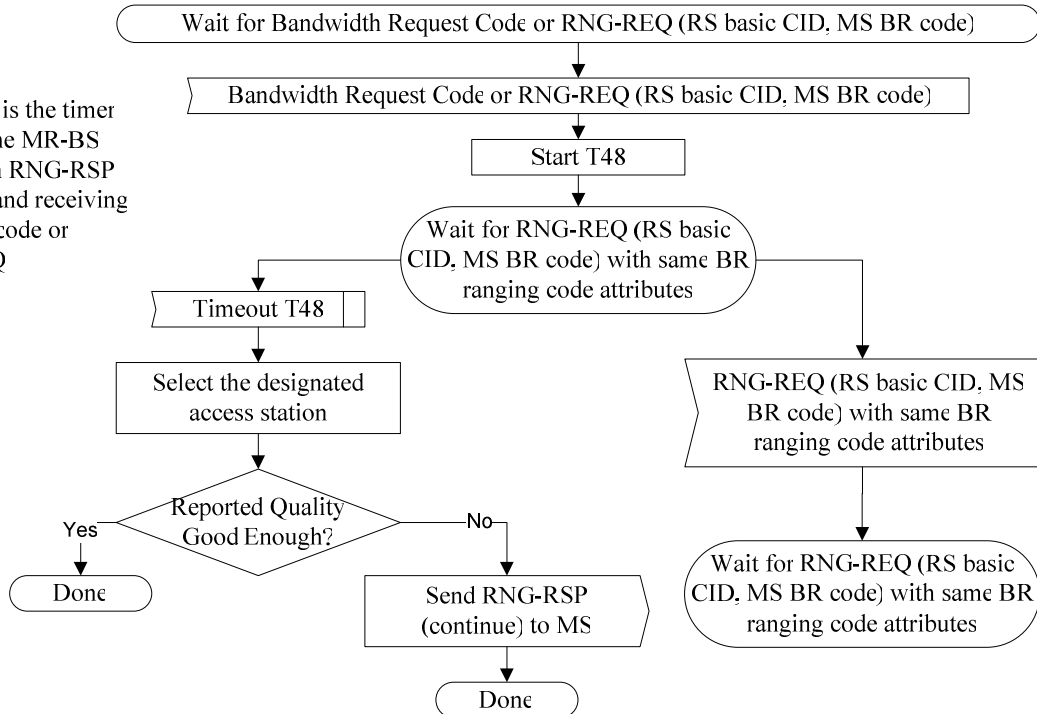 Wait for Bandwidth Request Code or RNG-REQ (RS basic CID, MS BR code)
Bandwidth Request Code or RNG-REQ (RS basic CID, MS BR code)
is the timer
MR-BS
RNG-RSP
and receiving
code or
Start T48
Wait for RNG-REQ (RS basic
CID, MS BR code) with same BR
ranging code attributes
Timeout T48
Select the designated
access station
Reported Quality
Good Enough?
Yes
No
Done
Send RNG-RSP
(continue) to MS
Done
RNG-REQ (RS basic CID, MS
BR code) with same BR
ranging code attributes
Wait for RNG-REQ (RS basic
CID, MS BR code) with same BR
ranging code attributes